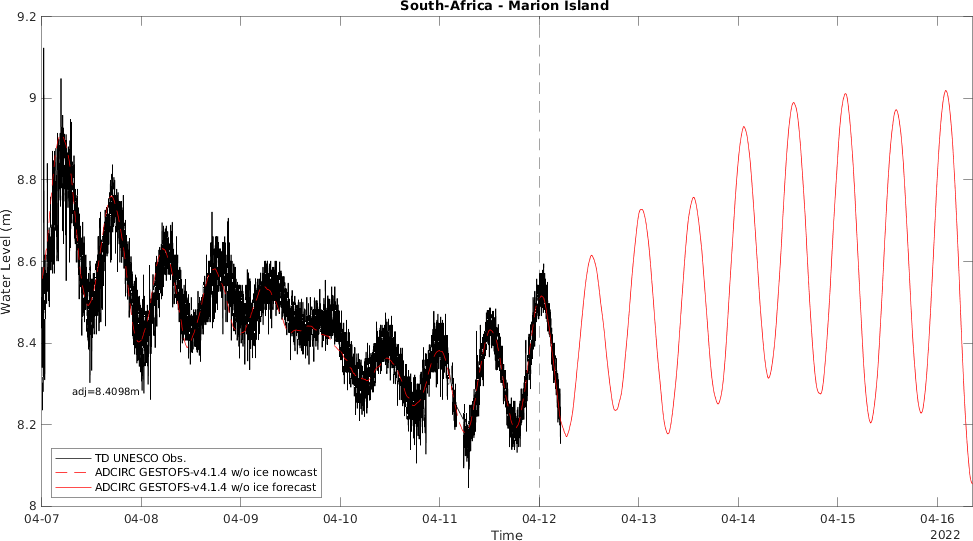 South-Africa - Marion Island
9.2
9
8.8
8.6
8.4
8.2
8
Water Level (m)
adj=8.4098m
TD UNESCO Obs.
ADCIRC GESTOFS-v4.1.4 w/o ice nowcast
ADCIRC GESTOFS-v4.1.4 w/o ice forecast
04-07 04-08 04-09 04-10 04-11 04-12 04-13 04-14 04-15 04-16
Time 2022